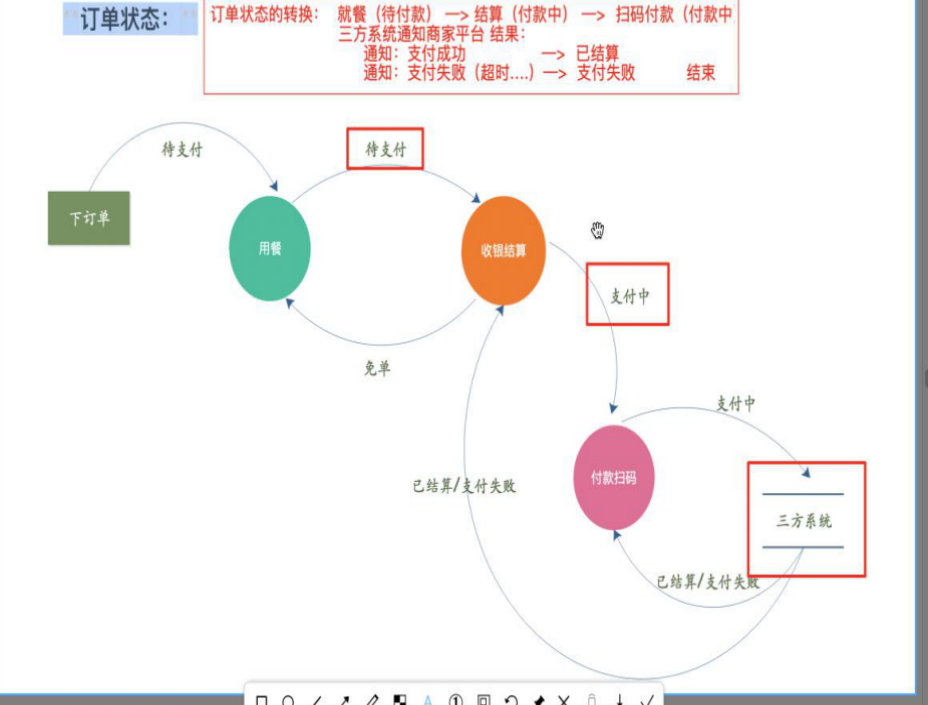 订单状态：
订单状态的转换： 就餐（待付款） —> 结算（付款中） —> 扫码付款（付款中
三方系统通知商家平台 结果：
通知：支付成功 —> 已结算
通知：支付失败（超时....）—> 支付失败 结束
待支付
待支付
下订单
用餐
收银结算
支付中
免单
支付中
付款扫码
已结算/支付失败
三方系统
已结算/支付失败